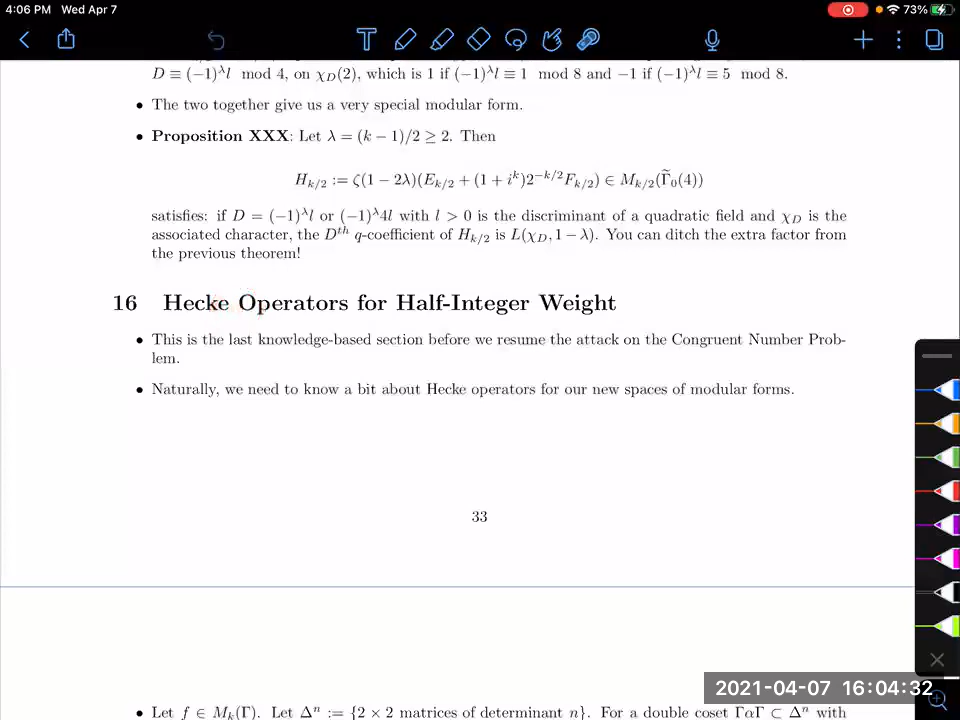 4:06 PM Wed Apr 7
73%
D ≡ (−1)^λ l mod 4, on χ_D(2), which is 1 if (−1)^λ l ≡ 1 mod 8 and −1 if (−1)^λ l ≡ 5 mod 8.
• The two together give us a very special modular form.
• Proposition XXX: Let λ = (k − 1)/2 ≥ 2. Then
H_{k/2} := ζ(1 − 2λ)(E_{k/2} + (1 + i^k)2^{−k/2}F_{k/2}) ∈ M_{k/2}(Γ̃_0(4))
satisfies: if D = (−1)^λ l or (−1)^λ 4l with l > 0 is the discriminant of a quadratic field and χ_D is the
associated character, the D^{th} q-coefficient of H_{k/2} is L(χ_D, 1 − λ). You can ditch the extra factor from
the previous theorem!
16 Hecke Operators for Half-Integer Weight
• This is the last knowledge-based section before we resume the attack on the Congruent Number Prob-
lem.
• Naturally, we need to know a bit about Hecke operators for our new spaces of modular forms.
33
• Let f ∈ M_k(Γ). Let Δ^n := {2 × 2 matrices of determinant n}. For a double coset ΓαΓ ⊂ Δ^n with
2021-04-07 16:04:32